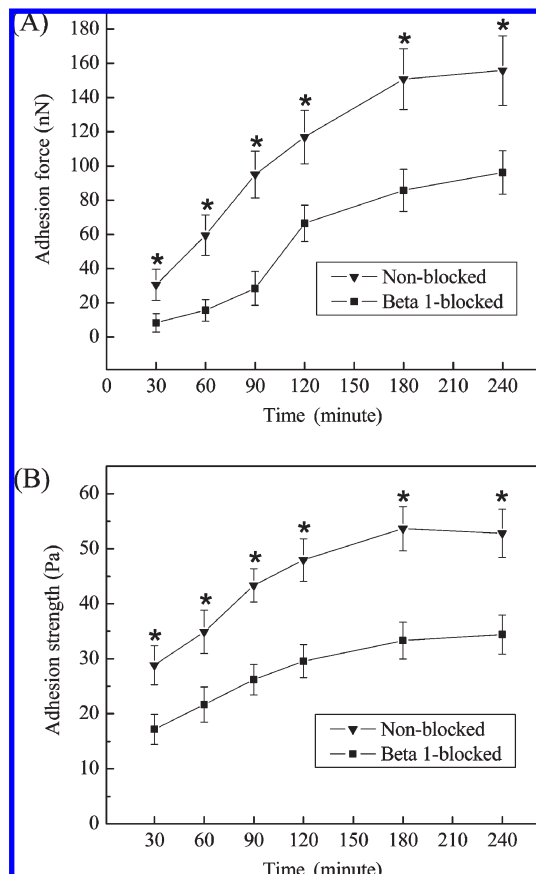 (A)
180
160
140
120
100
80
60
40
20
0
Adhesion force (nN)
* * * * * *
Non-blocked
Beta 1-blocked
0 30 60 90 120 150 180 210 240
Time (minute)
(B)
60
50
40
30
20
10
0
Adhesion strength (Pa)
* * * * * *
Non-blocked
Beta 1-blocked
30 60 90 120 150 180 210 240
Time (minute)